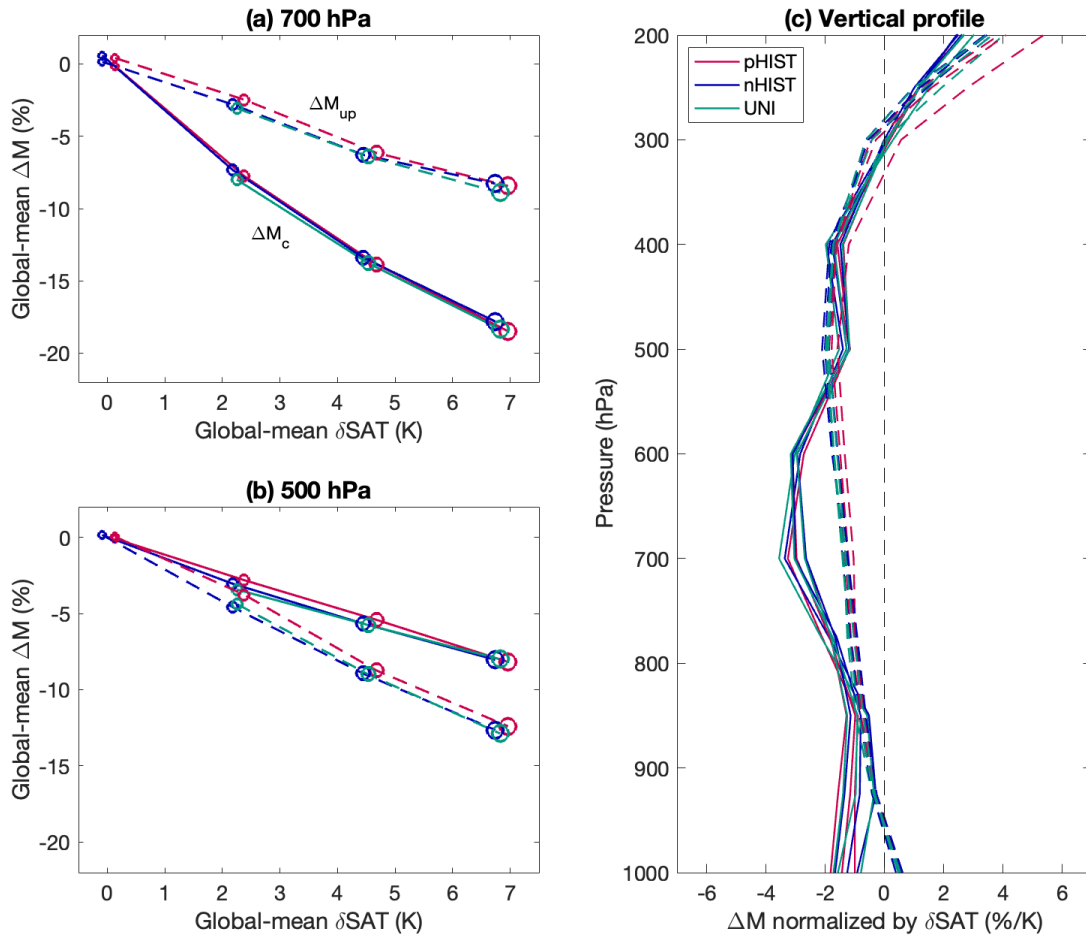 (a) 700 hPa
Global-mean ΔM (%)
0
-5
-10
-15
-20
ΔM_up
ΔM_c
0 1 2 3 4 5 6 7
Global-mean δSAT (K)
(b) 500 hPa
Global-mean ΔM (%)
0
-5
-10
-15
-20
0 1 2 3 4 5 6 7
Global-mean δSAT (K)
(c) Vertical profile
Pressure (hPa)
200
300
400
500
600
700
800
900
1000
pHIST
nHIST
UNI
-6 -4 -2 0 2 4 6
ΔM normalized by δSAT (%/K)